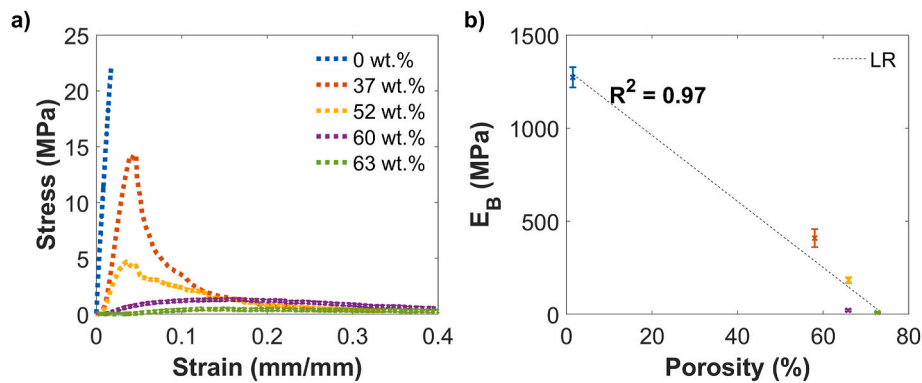 a)
25
20
15
10
5
0
Stress (MPa)
0 wt.%
37 wt.%
52 wt.%
60 wt.%
63 wt.%
0 0.1 0.2 0.3 0.4
Strain (mm/mm)
b)
1500
1000
500
0
E_B (MPa)
LR
R² = 0.97
0 20 40 60 80
Porosity (%)